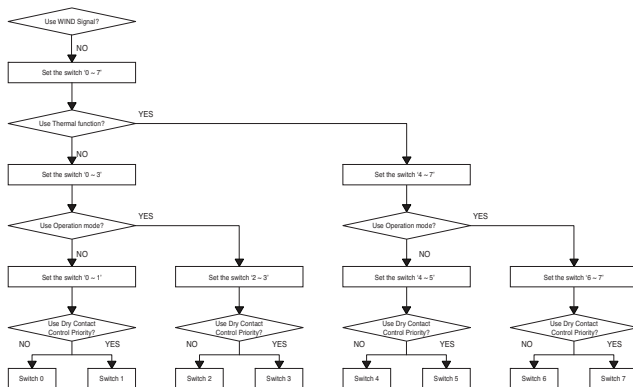 Use WIND Signal?
NO
Set the switch '0 ~ 7'
YES
Use Thermal function?
NO
Set the switch '0 ~ 3'
Set the switch '4 ~ 7'
YES
YES
Use Operation mode?
Use Operation mode?
NO
NO
Set the switch '0 ~ 1'
Set the switch '2 ~ 3'
Set the switch '4 ~ 5'
Set the switch '6 ~ 7'
Use Dry Contact
Control Priority?
Use Dry Contact
Control Priority?
Use Dry Contact
Control Priority?
Use Dry Contact
Control Priority?
NO
YES
NO
YES
NO
YES
NO
YES
Switch 0
Switch 1
Switch 2
Switch 3
Switch 4
Switch 5
Switch 6
Switch 7